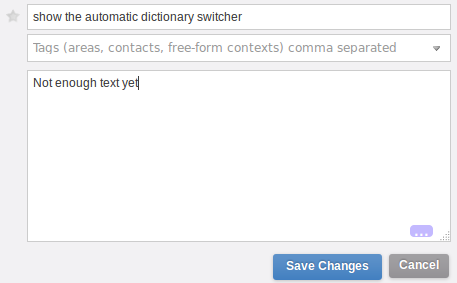 show the automatic dictionary switcher
Tags (areas, contacts, free-form contexts) comma separated
Not enough text yet
...
Save Changes
Cancel